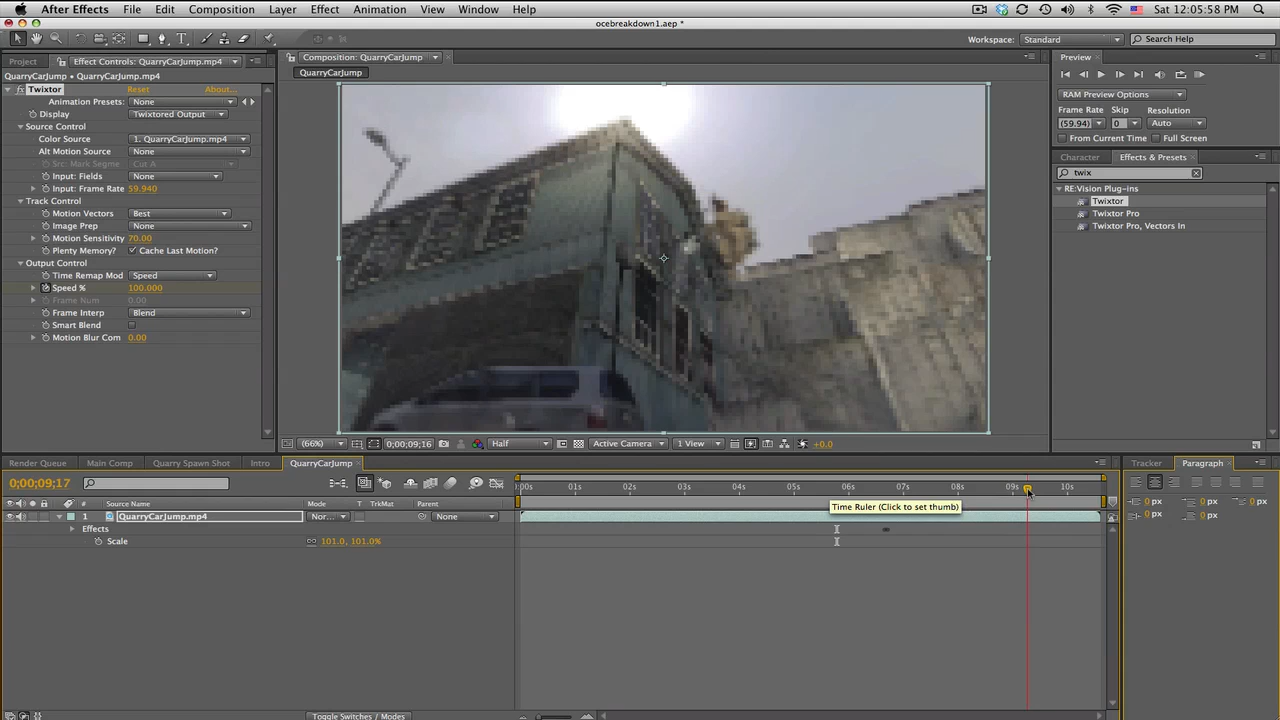 After Effects File Edit Composition Layer Effect Animation View Window Help Sat 12:05:58 PM
ocebreakdown1.aep *
Workspace: Standard Search Help
Project Effect Controls: QuarryCarJump.mp4
QuarryCarJump • QuarryCarJump.mp4
fx Twixtor Reset About...
Animation Presets: None
Display Twixtored Output
Source Control
Color Source 1. QuarryCarJump.mp4
Alt Motion Source None
Src: Mark Segme Cut A
Input: Fields None
Input: Frame Rate 59.940
Track Control
Motion Vectors Best
Image Prep None
Motion Sensitivity 70.00
Plenty Memory? Cache Last Motion?
Output Control
Time Remap Mod Speed
Speed % 100.000
Frame Num 0.00
Frame Interp Blend
Smart Blend
Motion Blur Com 0.00
Composition: QuarryCarJump
QuarryCarJump
(66%) 0;00;09;16 Half Active Camera 1 View +0.0
Preview
RAM Preview Options
Frame Rate Skip Resolution
(59.94) 0 Auto
From Current Time Full Screen
Character Effects & Presets
twix
RE:Vision Plug-ins
Twixtor
Twixtor Pro
Twixtor Pro, Vectors In
Render Queue Main Comp Quarry Spawn Shot Intro QuarryCarJump
0;00;09;17
# Source Name Mode T TrkMat Parent
1 QuarryCarJump.mp4 Nor... None
Effects
Scale 101.0, 101.0%
:00s 01s 02s 03s 04s 05s 06s 07s 08s 09s 10s
Time Ruler (Click to set thumb)
Toggle Switches / Modes
Tracker Paragraph
0 px 0 px 0 px
0 px 0 px